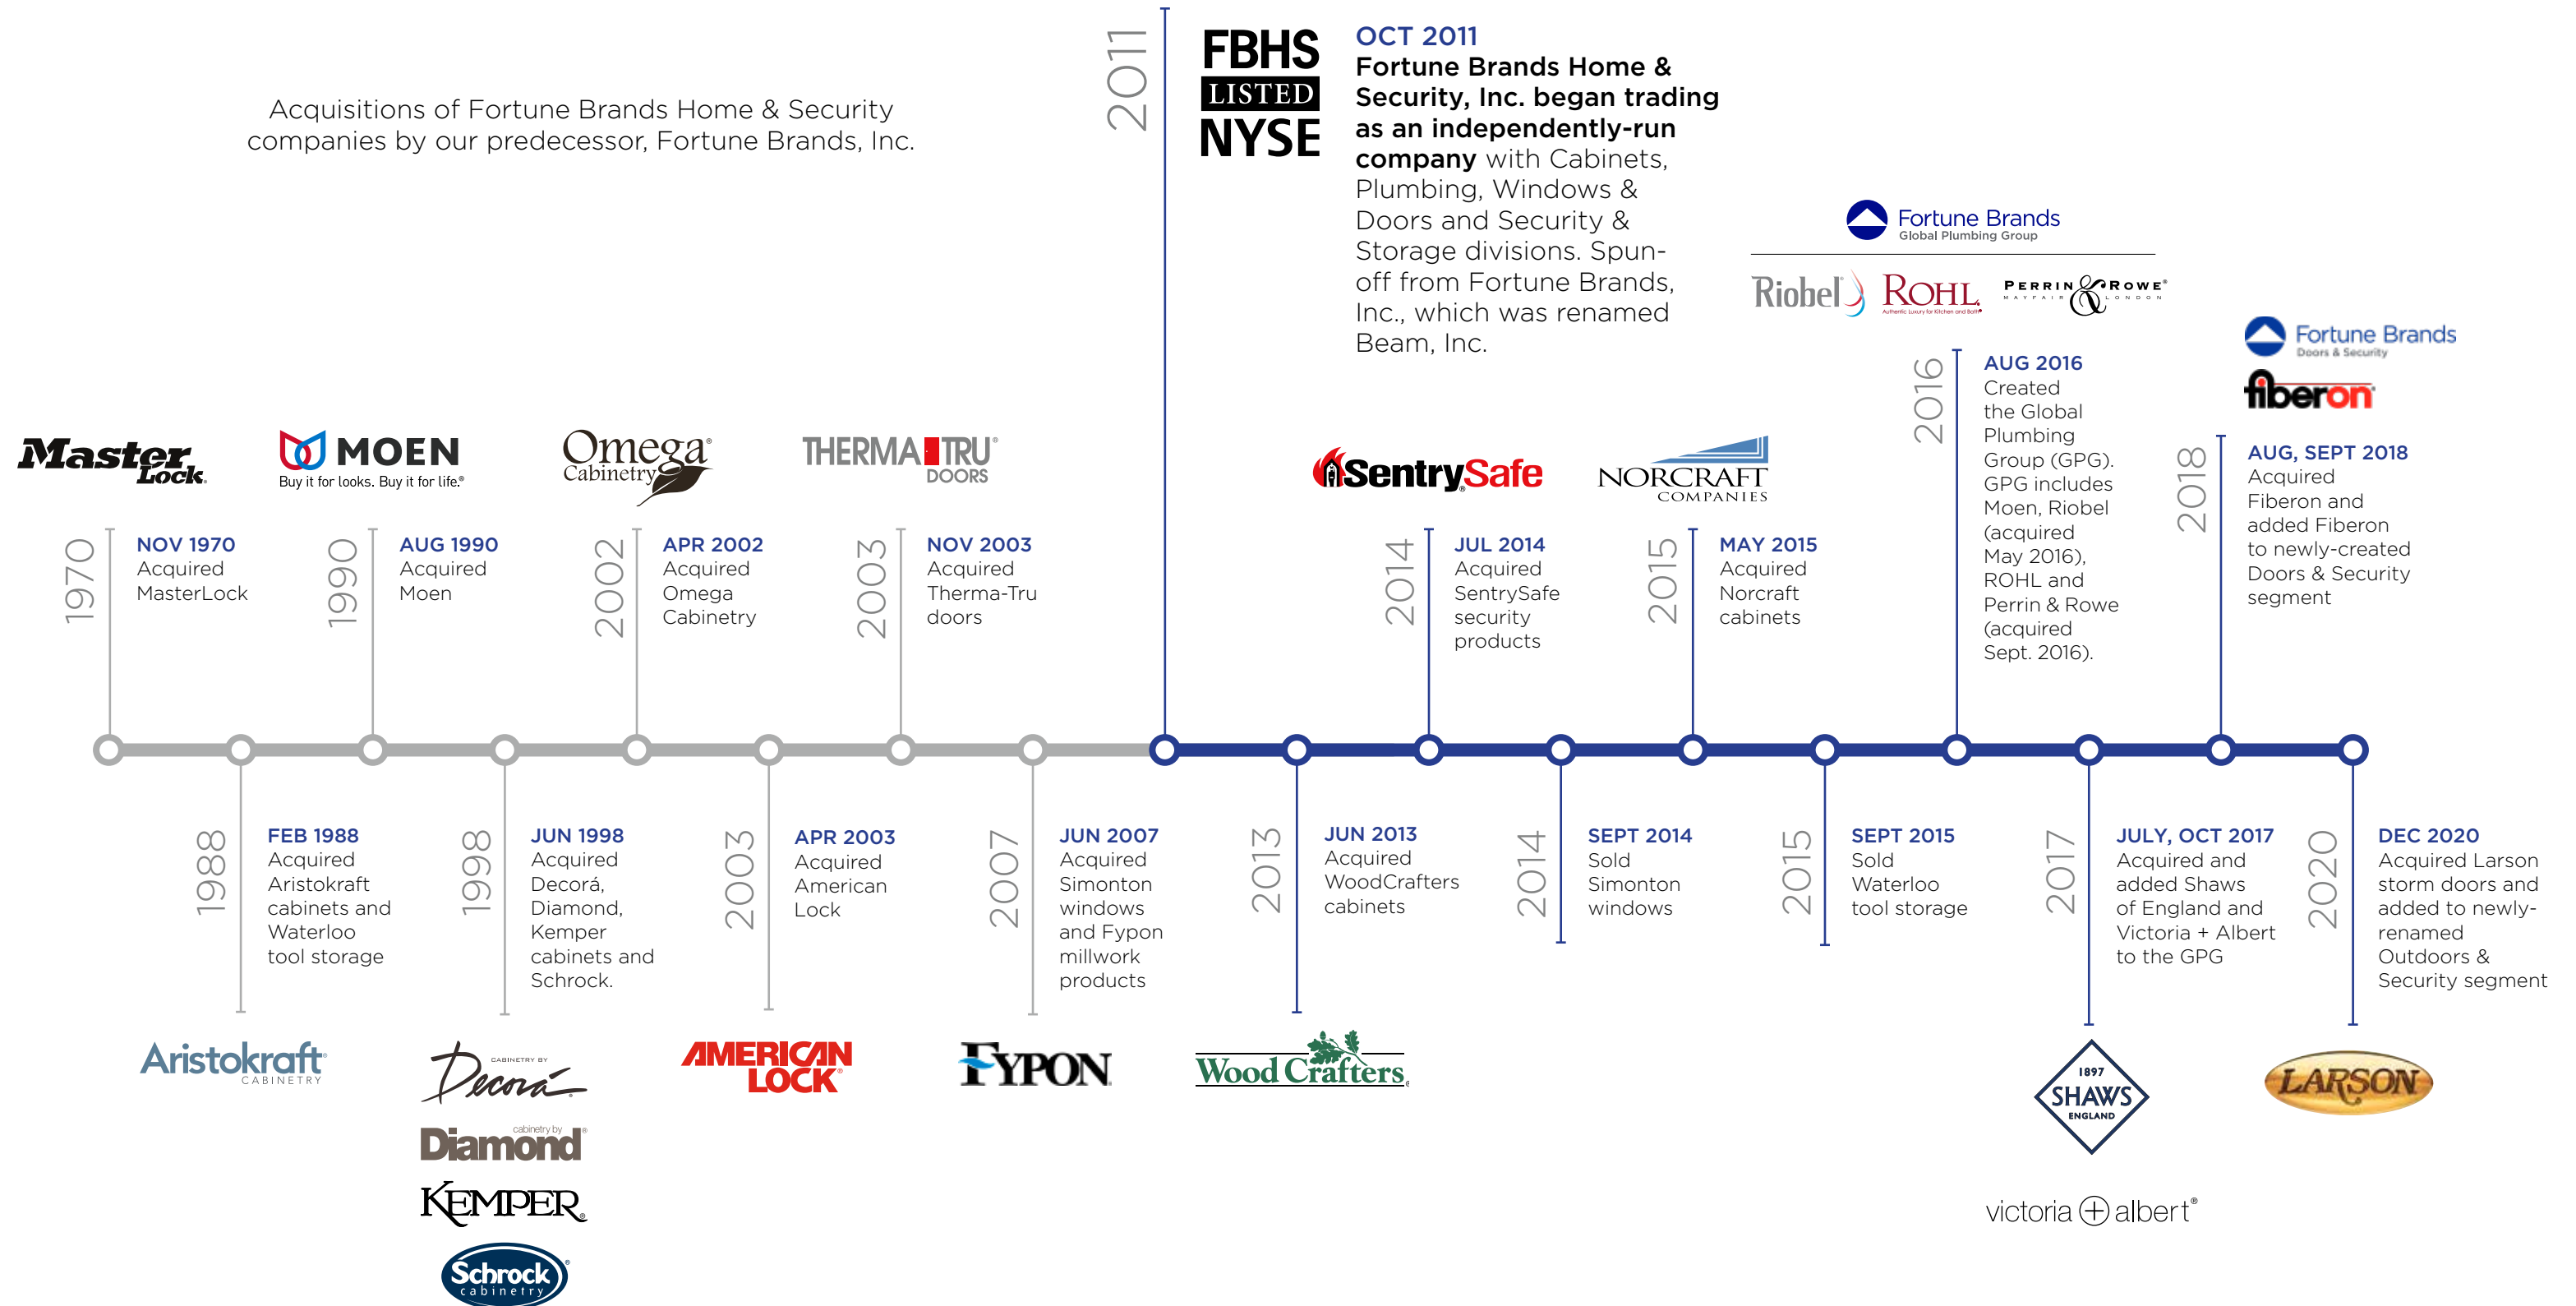 Acquisitions of Fortune Brands Home & Security
companies by our predecessor, Fortune Brands, Inc.
2011
FBHS
LISTED
NYSE
OCT 2011
Fortune Brands Home &
Security, Inc. began trading
as an independently-run
company with Cabinets,
Plumbing, Windows &
Doors and Security &
Storage divisions. Spun-
off from Fortune Brands,
Inc., which was renamed
Beam, Inc.
Master
Lock®
1970
NOV 1970
Acquired
MasterLock
MOEN
Buy it for looks. Buy it for life.®
1990
AUG 1990
Acquired
Moen
Omega®
Cabinetry
2002
APR 2002
Acquired
Omega
Cabinetry
THERMA TRU®
DOORS
2003
NOV 2003
Acquired
Therma-Tru
doors
SentrySafe
2014
JUL 2014
Acquired
SentrySafe
security
products
NORCRAFT
COMPANIES
2015
MAY 2015
Acquired
Norcraft
cabinets
Fortune Brands
Global Plumbing Group
Riobel
ROHL
Authentic Luxury for Kitchen and Bath
PERRIN & ROWE®
MAYFAIR LONDON
2016
AUG 2016
Created
the Global
Plumbing
Group (GPG).
GPG includes
Moen, Riobel
(acquired
May 2016),
ROHL and
Perrin & Rowe
(acquired
Sept. 2016).
Fortune Brands
Doors & Security
fiberon
2018
AUG, SEPT 2018
Acquired
Fiberon and
added Fiberon
to newly-created
Doors & Security
segment
1988
FEB 1988
Acquired
Aristokraft
cabinets and
Waterloo
tool storage
Aristokraft®
CABINETRY
1998
JUN 1998
Acquired
Decorá,
Diamond,
Kemper
cabinets and
Schrock.
CABINETRY BY
Decorá
cabinetry by
Diamond®
KEMPER®
Schrock®
cabinetry
2003
APR 2003
Acquired
American
Lock
AMERICAN
LOCK®
2007
JUN 2007
Acquired
Simonton
windows
and Fypon
millwork
products
FYPON
2013
JUN 2013
Acquired
WoodCrafters
cabinets
Wood Crafters
2014
SEPT 2014
Sold
Simonton
windows
2015
SEPT 2015
Sold
Waterloo
tool storage
2017
JULY, OCT 2017
Acquired and
added Shaws
of England and
Victoria + Albert
to the GPG
1897
SHAWS
ENGLAND
victoria + albert®
2020
DEC 2020
Acquired Larson
storm doors and
added to newly-
renamed
Outdoors &
Security segment
LARSON